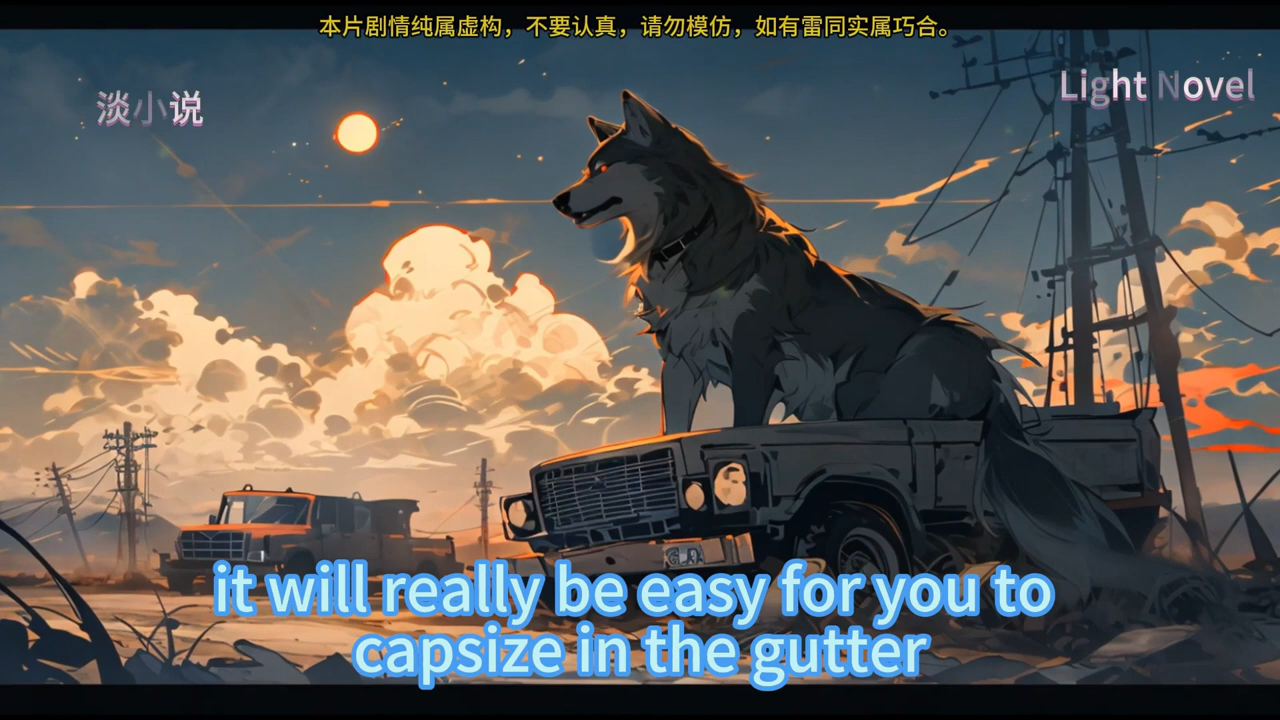 本片剧情纯属虚构，不要认真，请勿模仿，如有雷同实属巧合。
淡小说
Light Novel
it will really be easy for you to
capsize in the gutter